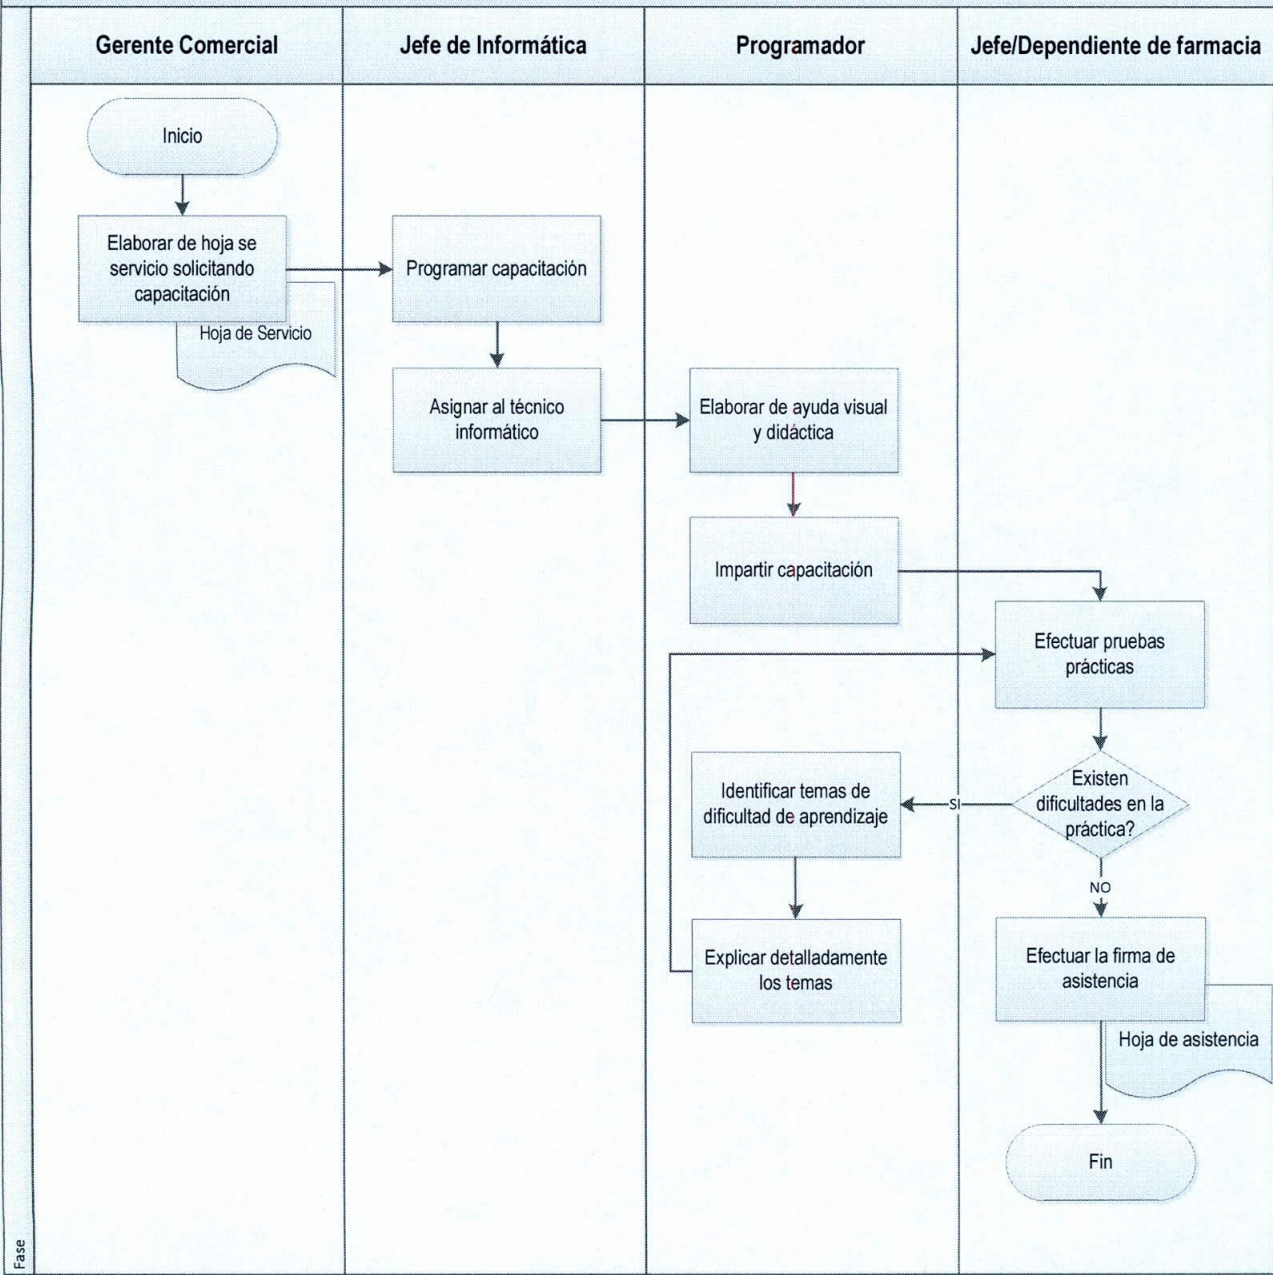 Gerente Comercial
Jefe de Informática
Programador
Jefe/Dependiente de farmacia
Inicio
Elaborar de hoja se
servicio solicitando
capacitación
Hoja de Servicio
Programar capacitación
Asignar al técnico
informático
Elaborar de ayuda visual
y didáctica
Impartir capacitación
Efectuar pruebas
prácticas
Existen
dificultades en la
práctica?
SI
Identificar temas de
dificultad de aprendizaje
Explicar detalladamente
los temas
NO
Efectuar la firma de
asistencia
Hoja de asistencia
Fin
Fase